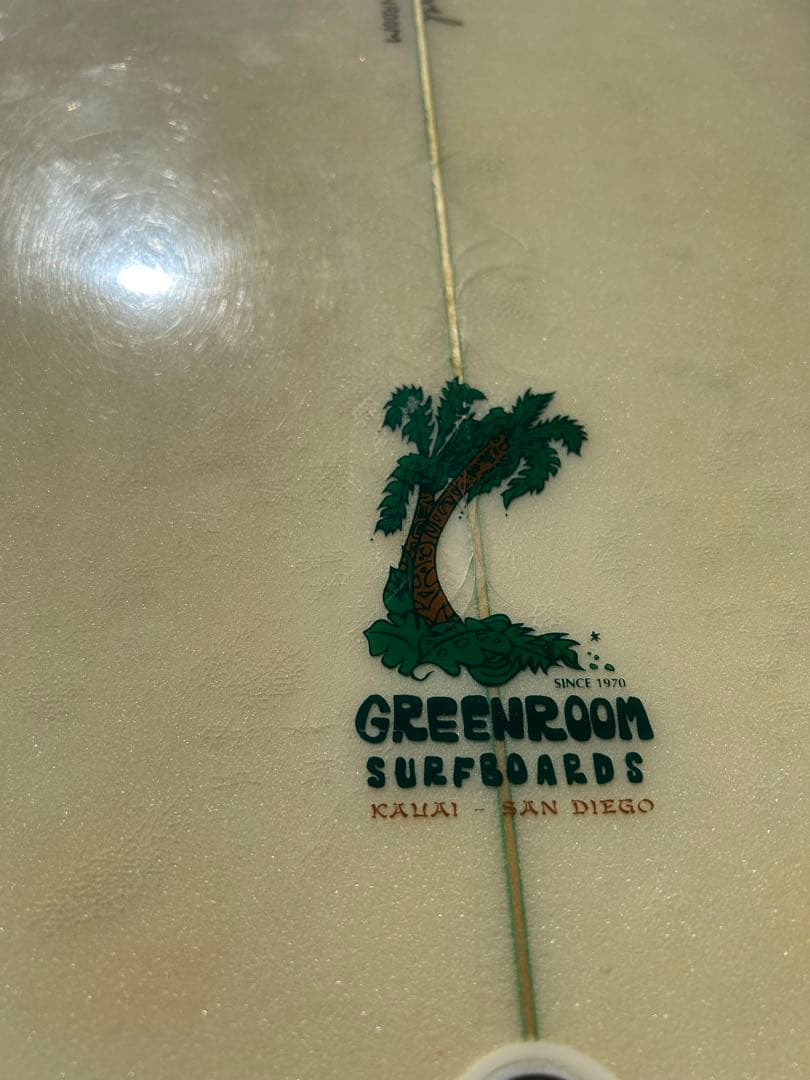 SINCE 1970
GREENROOM
SURFBOARDS
KAUAI - SAN DIEGO